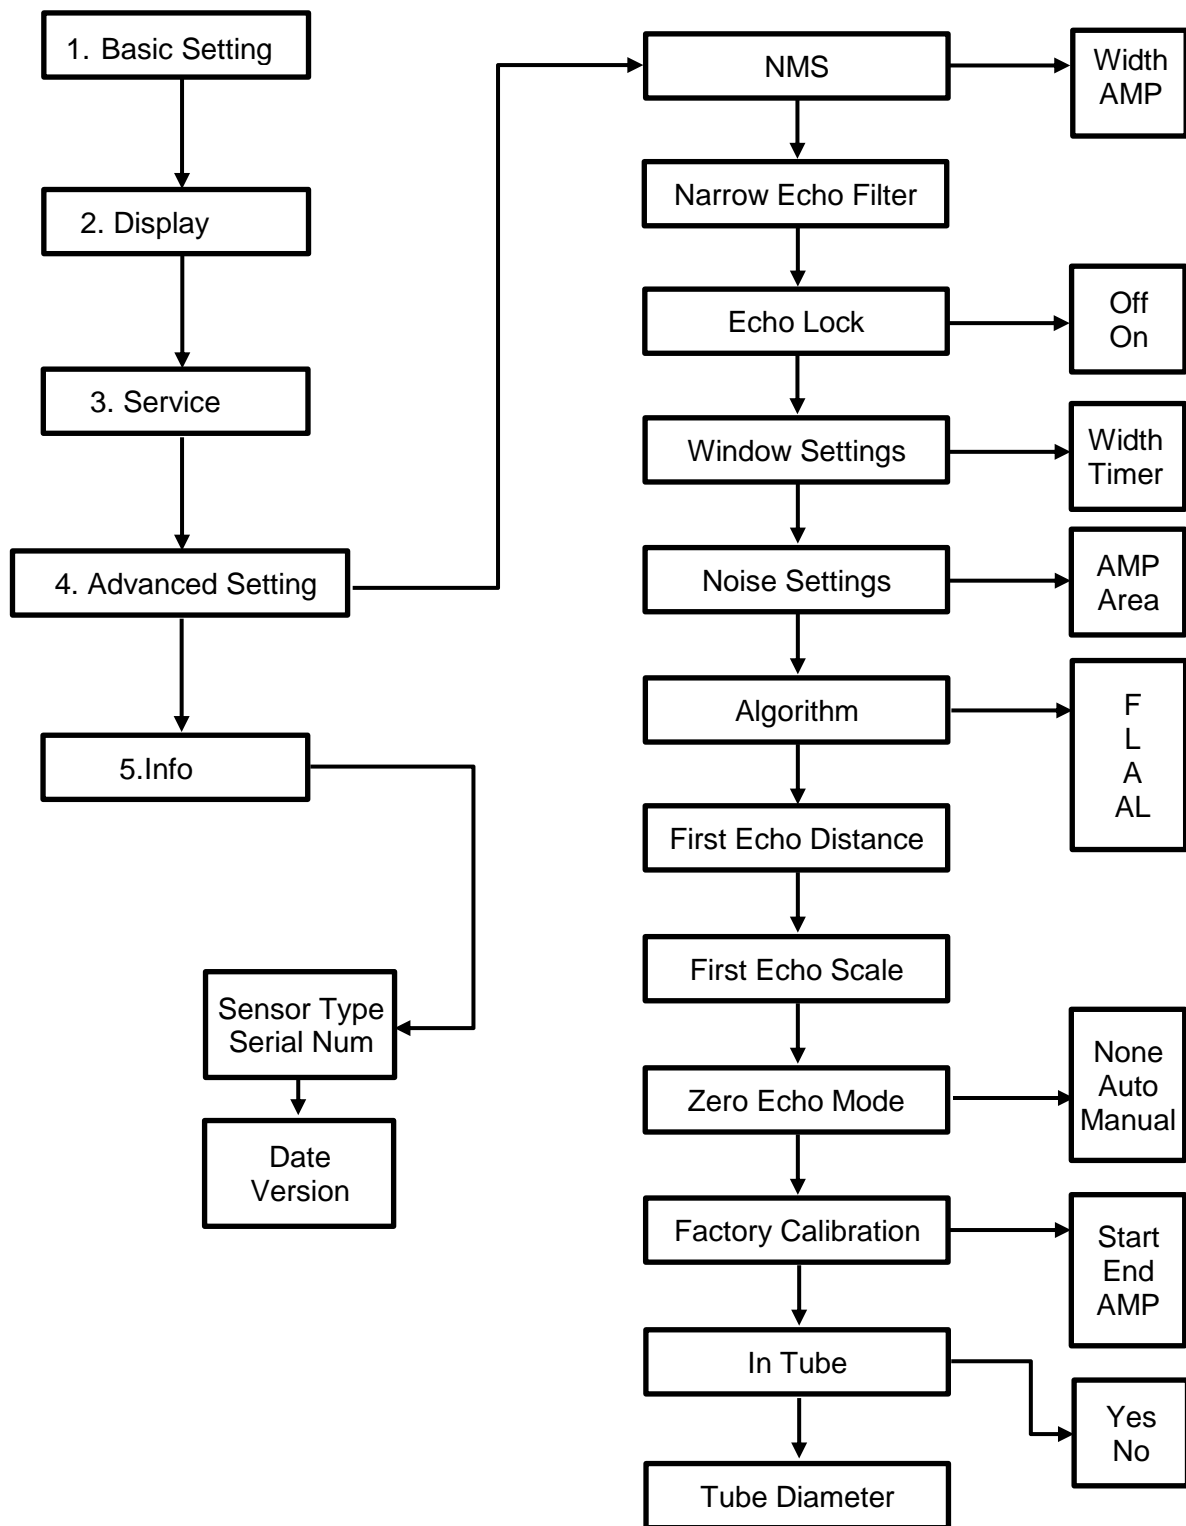 1. Basic Setting
2. Display
3. Service
4. Advanced Setting
5.Info
Sensor Type
Serial Num
Date
Version
NMS
Width
AMP
Narrow Echo Filter
Echo Lock
Off
On
Window Settings
Width
Timer
Noise Settings
AMP
Area
Algorithm
F
L
A
AL
First Echo Distance
First Echo Scale
Zero Echo Mode
None
Auto
Manual
Factory Calibration
Start
End
AMP
In Tube
Yes
No
Tube Diameter